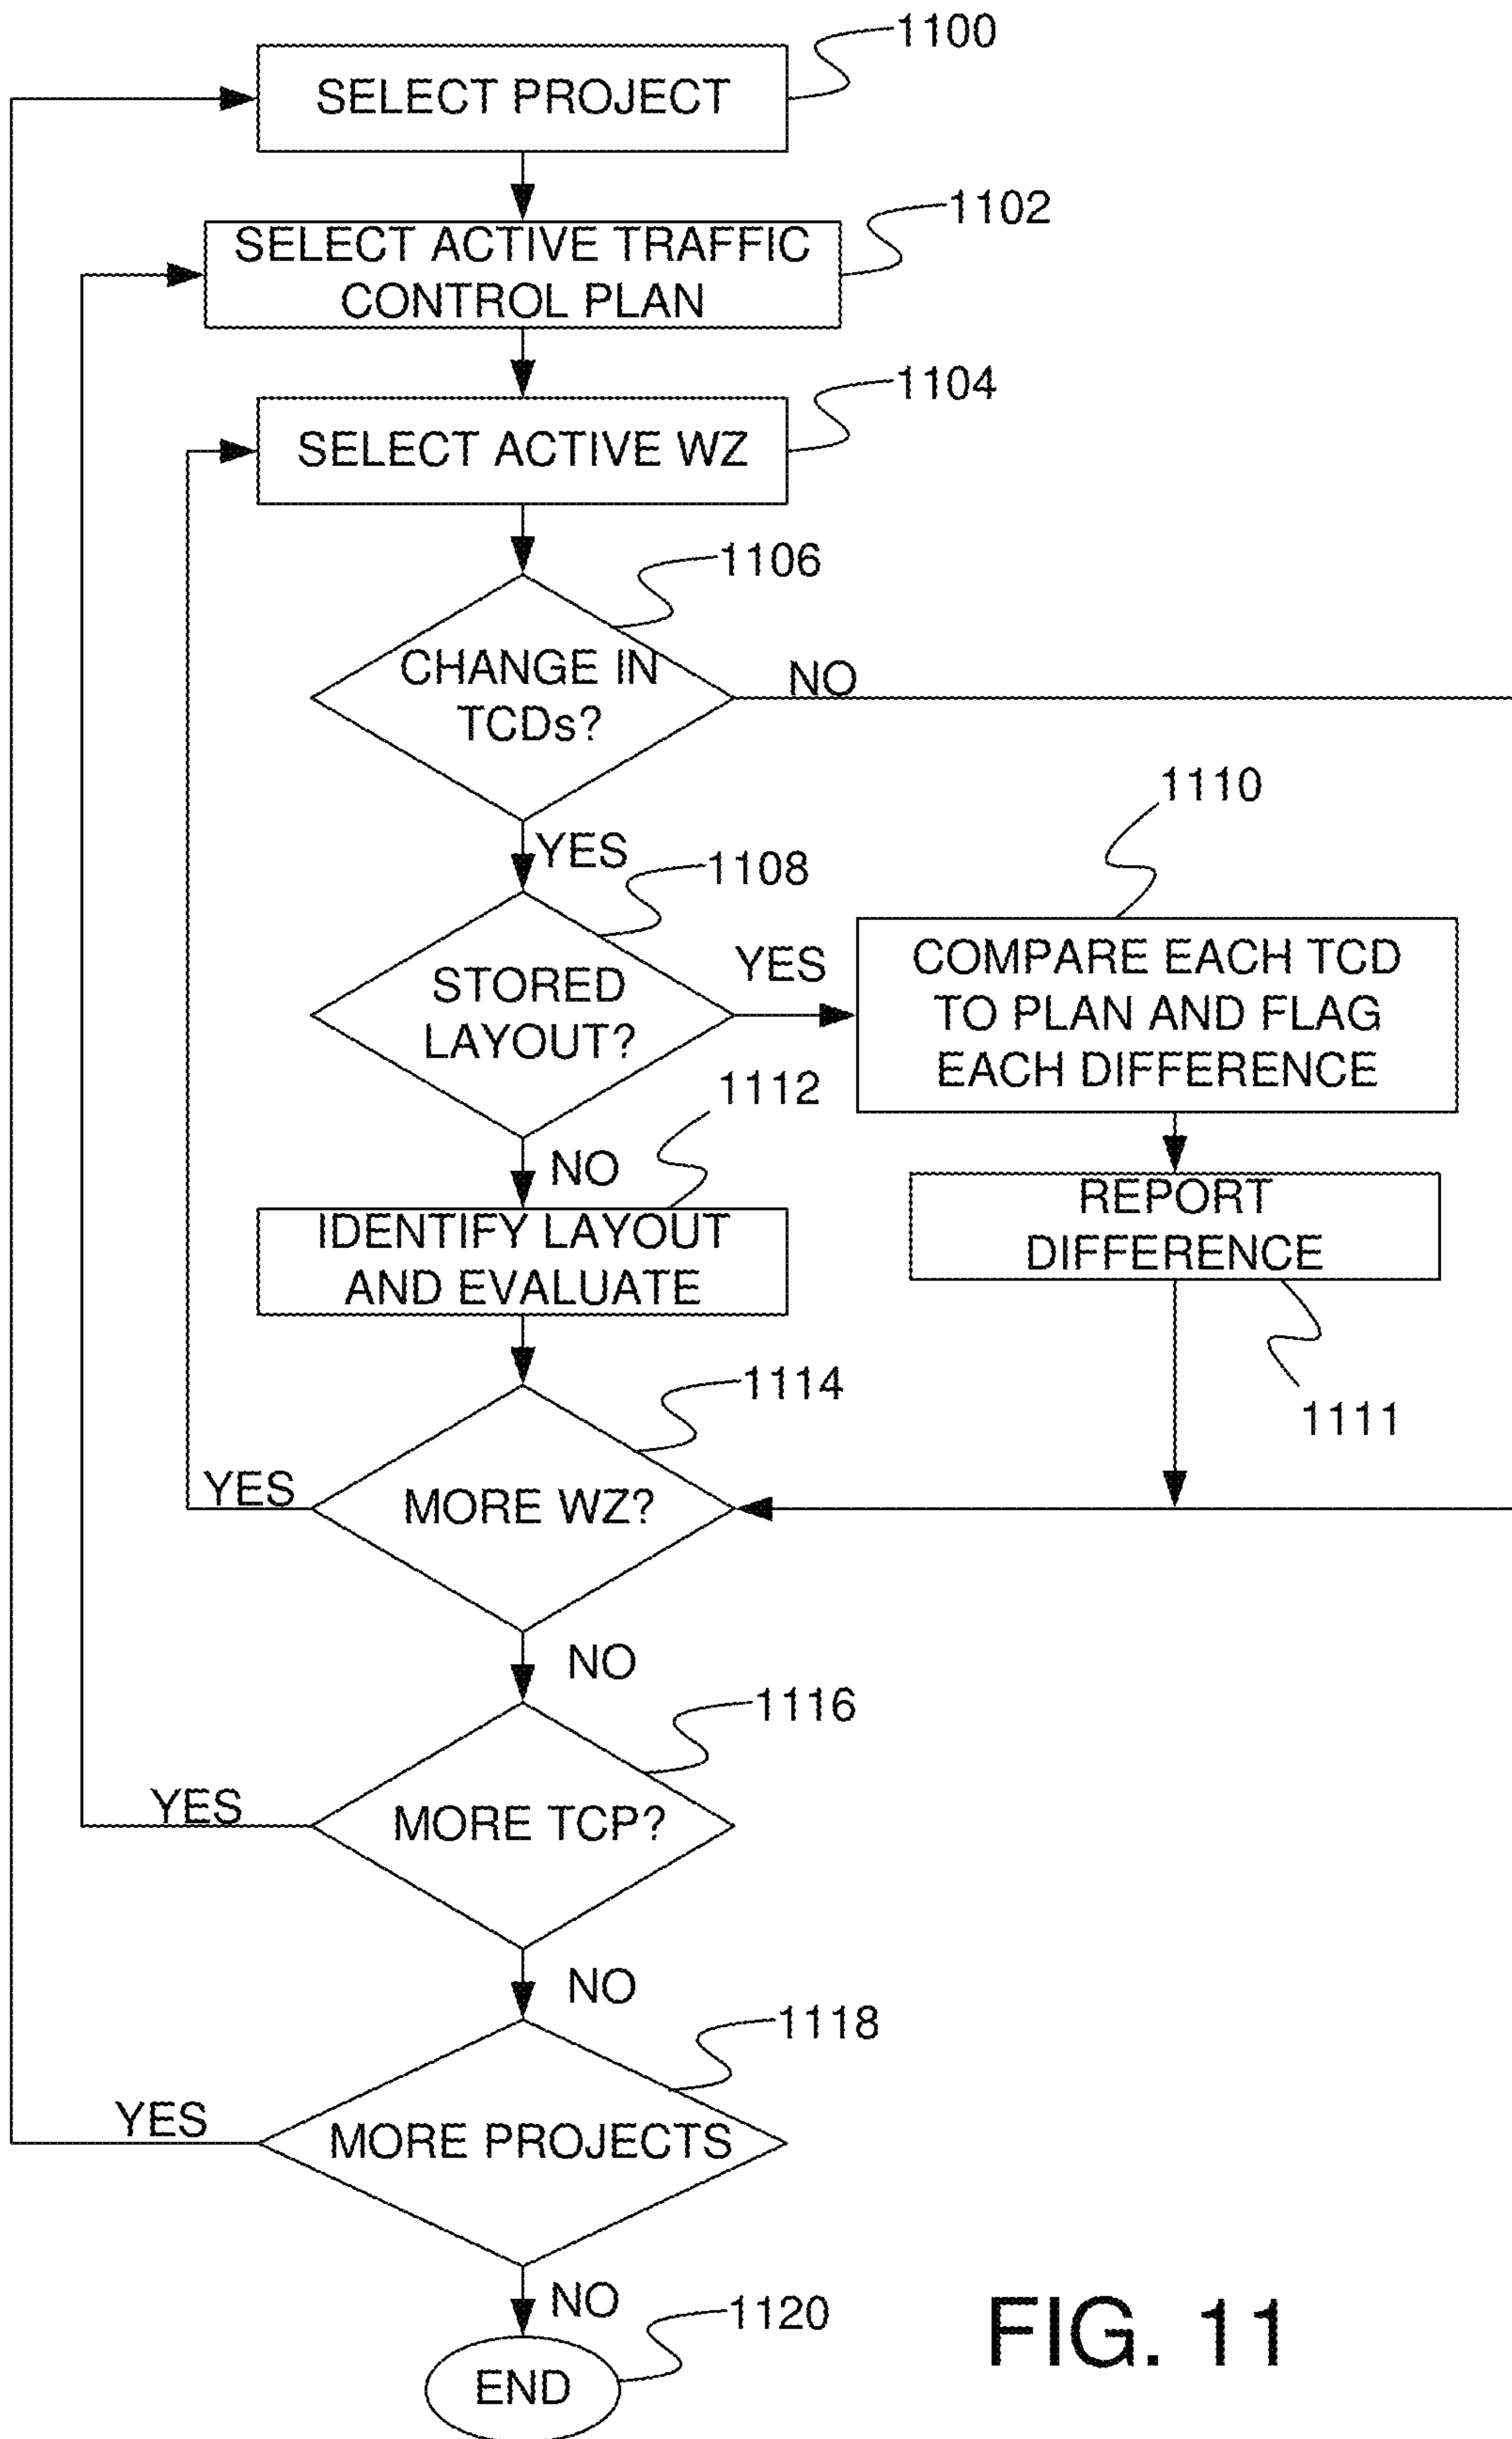 1100
SELECT PROJECT
1102
SELECT ACTIVE TRAFFIC
CONTROL PLAN
1104
SELECT ACTIVE WZ
1106
CHANGE IN
TCDs?
NO
YES
1108
STORED
LAYOUT?
YES
1110
COMPARE EACH TCD
TO PLAN AND FLAG
EACH DIFFERENCE
REPORT
DIFFERENCE
1111
NO
1112
IDENTIFY LAYOUT
AND EVALUATE
1114
MORE WZ?
YES
NO
1116
MORE TCP?
YES
NO
1118
MORE PROJECTS
YES
NO
1120
END
FIG. 11